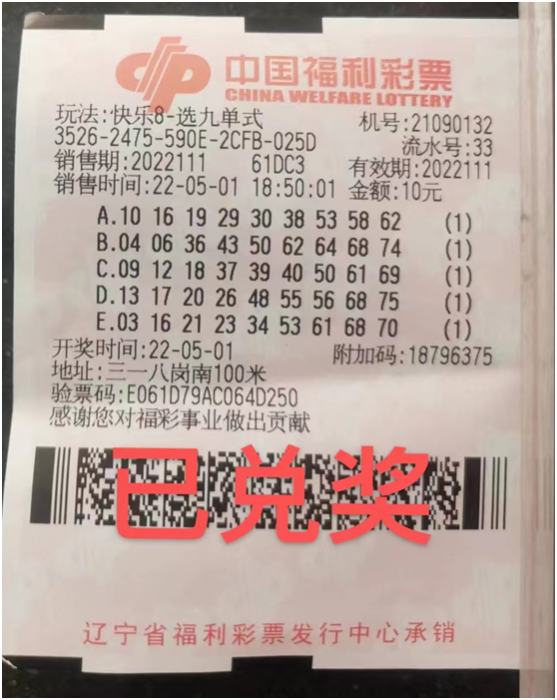 中国福利彩票
CHINA WELFARE LOTTERY
玩法:快乐8-选九单式 机号:21090132
3526-2475-590E-2CFB-025D 流水号:33
销售期:2022111 61DC3 有效期:2022111
销售时间:22-05-01 18:50:01 金额:10元
A.10 16 19 29 30 38 53 58 62 (1)
B.04 06 36 43 50 62 64 68 74 (1)
C.09 12 18 37 39 40 50 61 69 (1)
D.13 17 20 26 48 55 56 68 75 (1)
E.03 16 21 23 34 53 61 68 70 (1)
开奖时间:22-05-01 附加码:18796375
地址:三一八岗南100米
验票码:E061D79AC064D250
感谢您对福彩事业做出贡献
已兑奖
辽宁省福利彩票发行中心承销